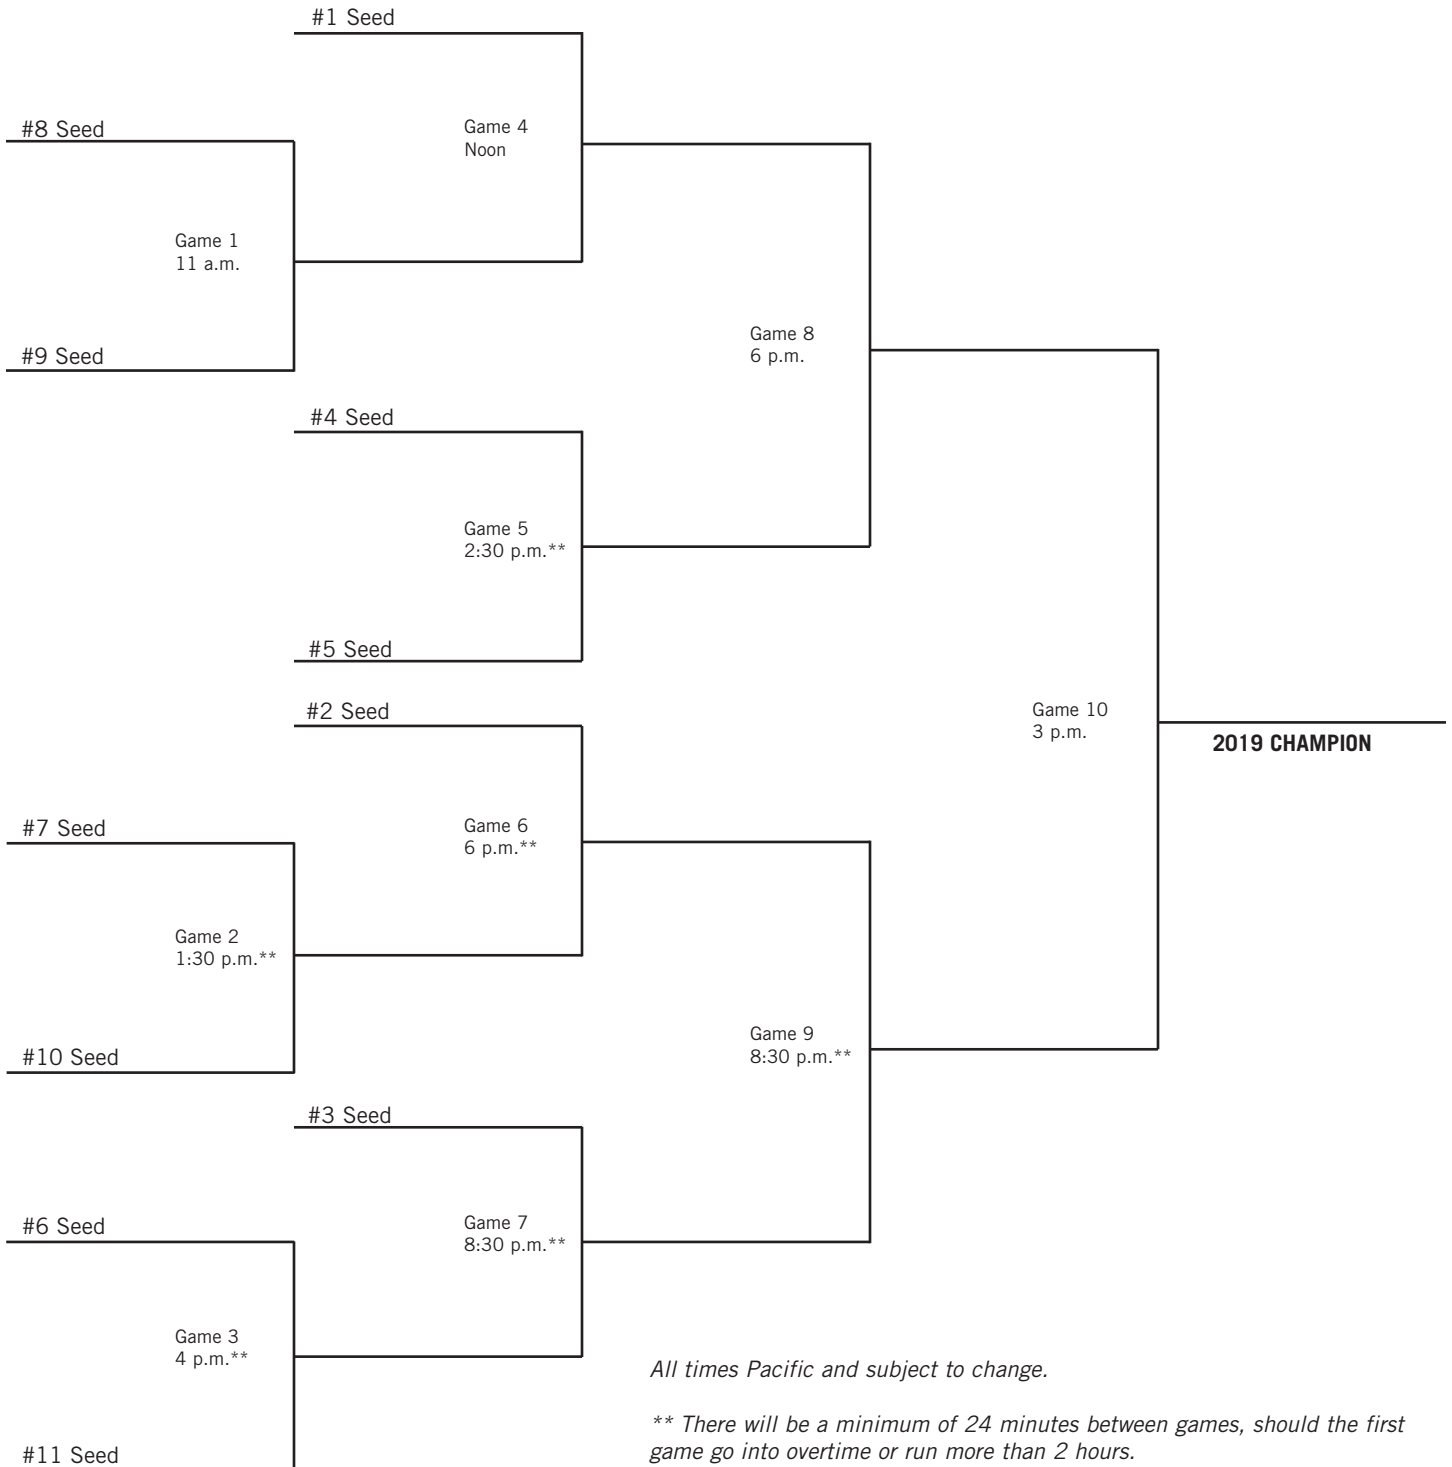 #1 Seed
#8 Seed
Game 4
Noon
Game 1
11 a.m.
Game 8
6 p.m.
#9 Seed
#4 Seed
Game 5
2:30 p.m.**
#5 Seed
#2 Seed
Game 10
3 p.m.
2019 CHAMPION
#7 Seed
Game 6
6 p.m.**
Game 2
1:30 p.m.**
Game 9
8:30 p.m.**
#10 Seed
#3 Seed
#6 Seed
Game 7
8:30 p.m.**
Game 3
4 p.m.**
All times Pacific and subject to change.
** There will be a minimum of 24 minutes between games, should the first
game go into overtime or run more than 2 hours.
#11 Seed